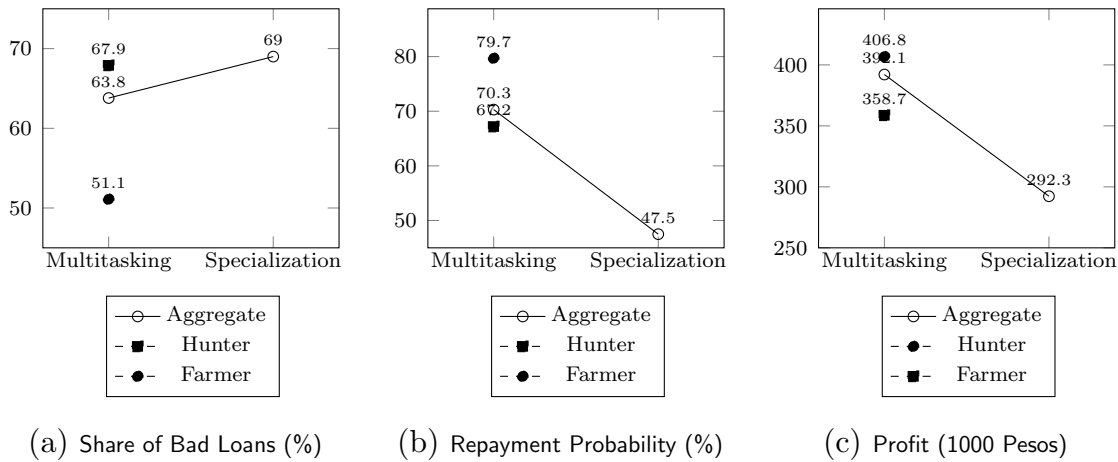 70
60
50
67.9
63.8
51.1
69
Multitasking Specialization
Aggregate
Hunter
Farmer
(a) Share of Bad Loans (%)
80
70
60
50
79.7
70.3
67.2
47.5
Multitasking Specialization
Aggregate
Hunter
Farmer
(b) Repayment Probability (%)
400
350
300
250
406.8
392.1
358.7
292.3
Multitasking Specialization
Aggregate
Hunter
Farmer
(c) Profit (1000 Pesos)